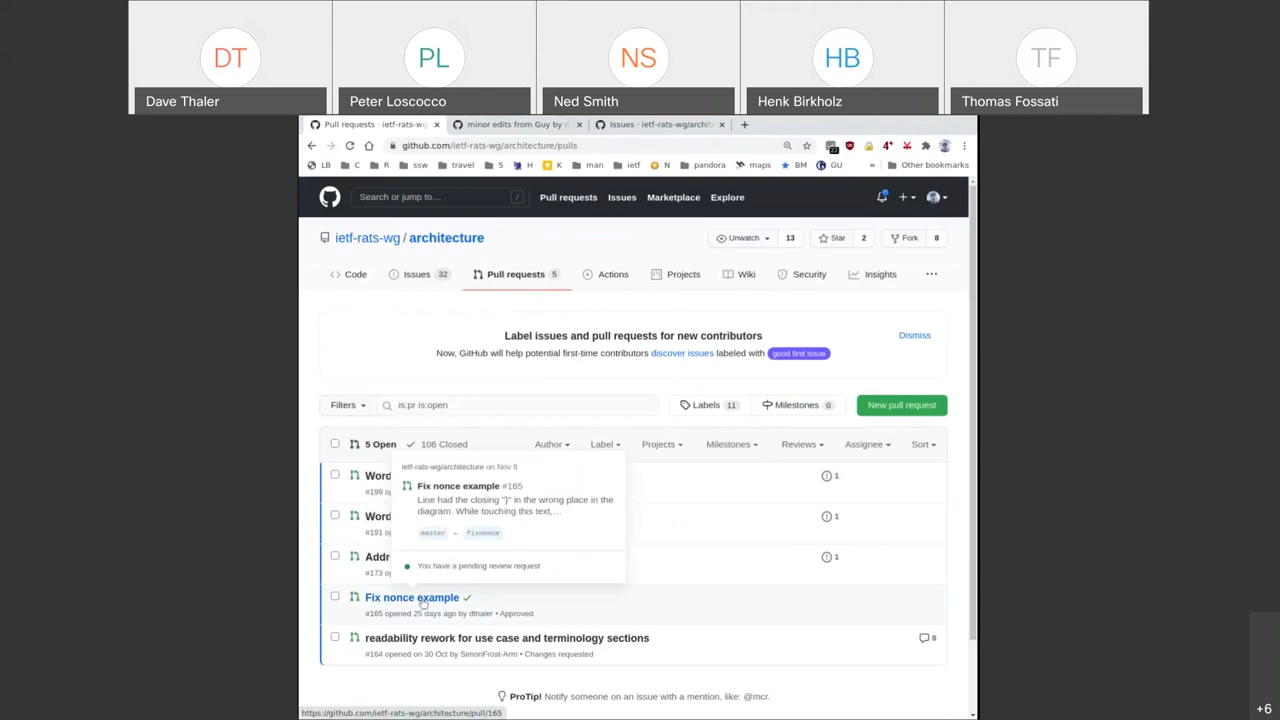 DT
PL
NS
HB
TF
Dave Thaler
Peter Loscocco
Ned Smith
Henk Birkholz
Thomas Fossati
Pull requests · ietf-rats-wg
minor edits from Guy by n
Issues · ietf-rats-wg/archit
github.com/ietf-rats-wg/architecture/pulls
LB
C
R
ssw
travel
S
H
K
man
ietf
N
pandora
maps
BM
GU
»
Other bookmarks
Search or jump to…
/
Pull requests
Issues
Marketplace
Explore
ietf-rats-wg / architecture
Unwatch 13
Star 2
Fork 8
Code
Issues 32
Pull requests 5
Actions
Projects
Wiki
Security
Insights
Label issues and pull requests for new contributors
Dismiss
Now, GitHub will help potential first-time contributors discover issues labeled with good first issue
Filters
is:pr is:open
Labels 11
Milestones 0
New pull request
5 Open
106 Closed
Author
Label
Projects
Milestones
Reviews
Assignee
Sort
ietf-rats-wg/architecture on Nov 6
Fix nonce example #165
Line had the closing "}" in the wrong place in the
diagram. While touching this text,…
master ← fixnonce
You have a pending review request
Word
1
#199 op
Word
1
#191 op
Addr
1
#173 op
Fix nonce example
#165 opened 25 days ago by dthaler • Approved
readability rework for use case and terminology sections
8
#164 opened on 30 Oct by SimonFrost-Arm • Changes requested
ProTip! Notify someone on an issue with a mention, like: @mcr.
https://github.com/ietf-rats-wg/architecture/pull/165
+6